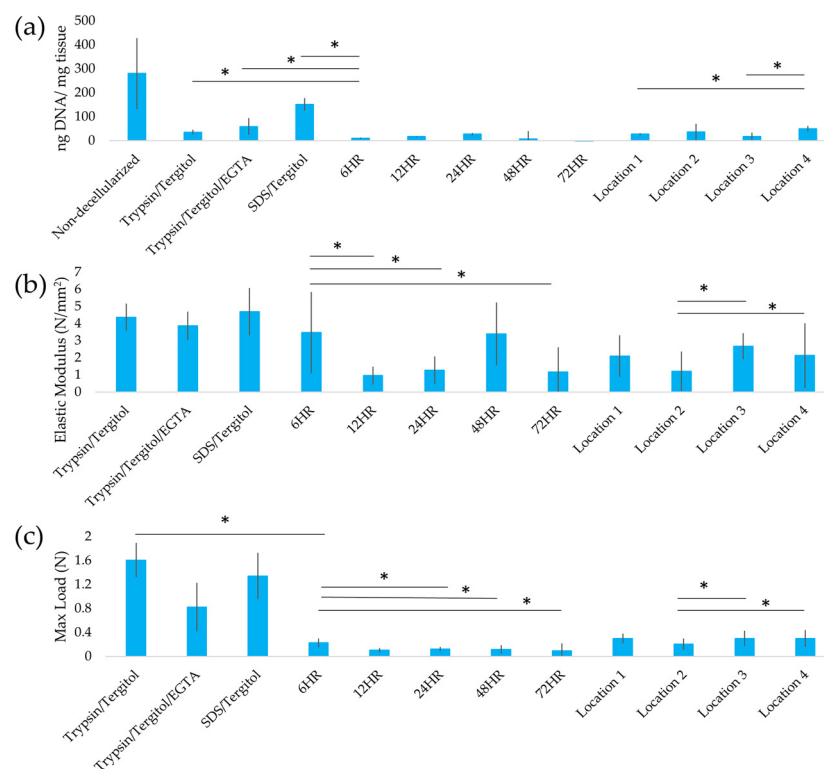 (a)
ng DNA/ mg tissue
500
400
300
200
100
0
* * *
* *
Non-decellularized
Trypsin/Tergitol
Trypsin/Tergitol/EGTA
SDS/Tergitol
6HR
12HR
24HR
48HR
72HR
Location 1
Location 2
Location 3
Location 4
(b)
Elastic Modulus (N/mm²)
7
6
5
4
3
2
1
0
* * *
* *
Trypsin/Tergitol
Trypsin/Tergitol/EGTA
SDS/Tergitol
6HR
12HR
24HR
48HR
72HR
Location 1
Location 2
Location 3
Location 4
(c)
Max Load (N)
2
1.6
1.2
0.8
0.4
0
*
* * *
* *
Trypsin/Tergitol
Trypsin/Tergitol/EGTA
SDS/Tergitol
6HR
12HR
24HR
48HR
72HR
Location 1
Location 2
Location 3
Location 4